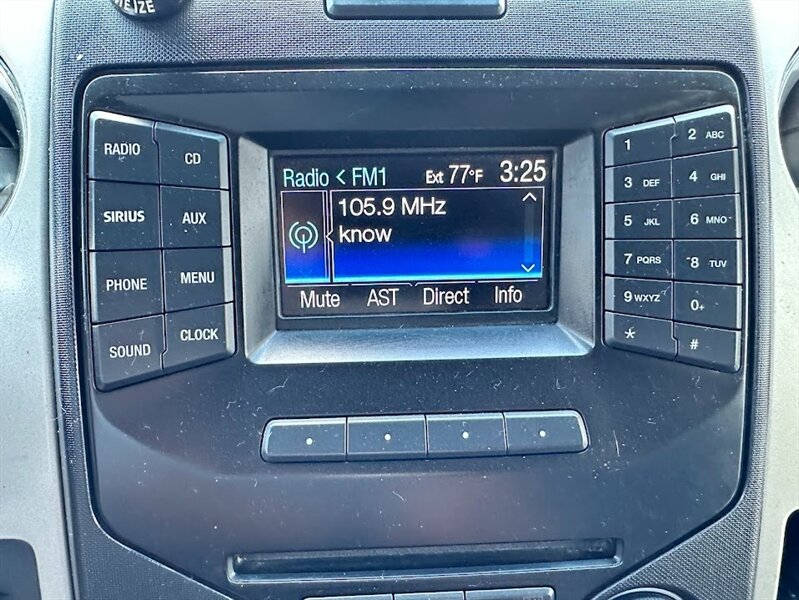 RADIO CD
SIRIUS AUX
PHONE MENU
SOUND CLOCK
Radio < FM1 Ext 77°F 3:25
105.9 MHz
know
Mute AST Direct Info
1 2 ABC
3 DEF 4 GHI
5 JKL 6 MNO
7 PQRS 8 TUV
9 WXYZ 0+
* #